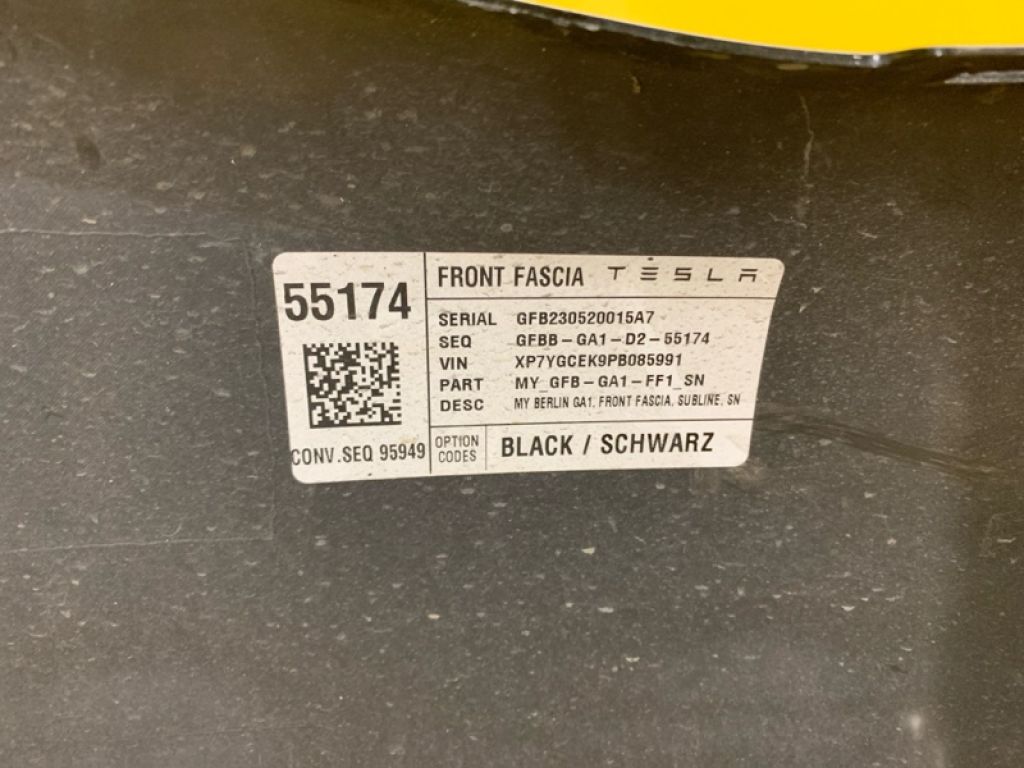 55174
CONV.SEQ 95949
FRONT FASCIA TESLA
SERIAL GFB230520015A7
SEQ GFBB-GA1-D2-55174
VIN XP7YGCEK9PB085991
PART MY_GFB-GA1-FF1_SN
DESC MY BERLIN GA1, FRONT FASCIA, SUBLINE, SN
OPTION CODES BLACK / SCHWARZ